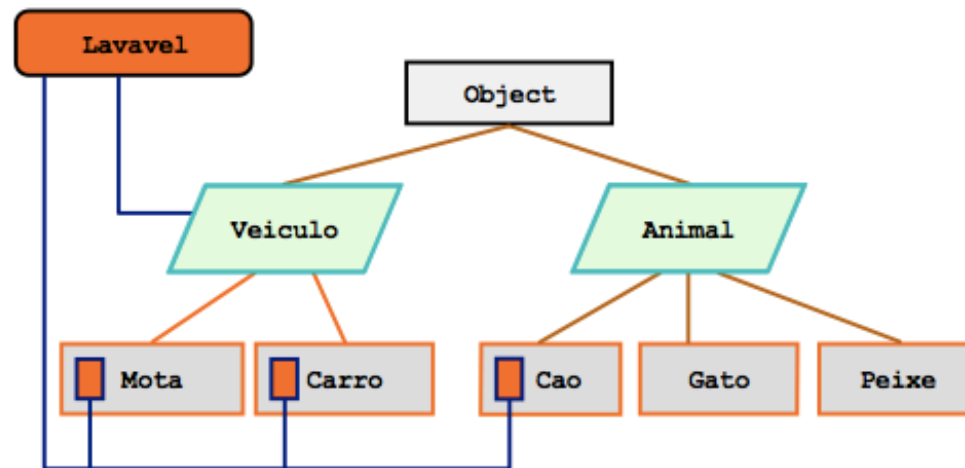 Lavavel
Object
Veiculo
Animal
Mota
Carro
Cao
Gato
Peixe